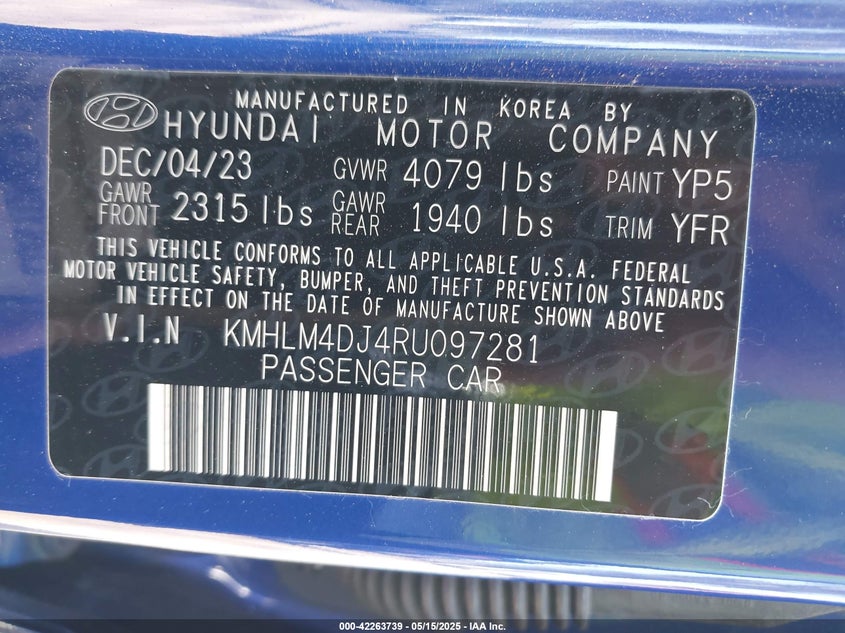 MANUFACTURED IN KOREA BY
HYUNDAI MOTOR COMPANY
DEC/04/23 GVWR 4079 lbs PAINT YP5
GAWR FRONT 2315 lbs GAWR REAR 1940 lbs TRIM YFR
THIS VEHICLE CONFORMS TO ALL APPLICABLE U.S.A. FEDERAL
MOTOR VEHICLE SAFETY, BUMPER, AND THEFT PREVENTION STANDARDS
IN EFFECT ON THE DATE OF MANUFACTURE SHOWN ABOVE
V.I.N KMHLM4DJ4RU097281
PASSENGER CAR
000-42263739 - 05/15/2025 - IAA Inc.